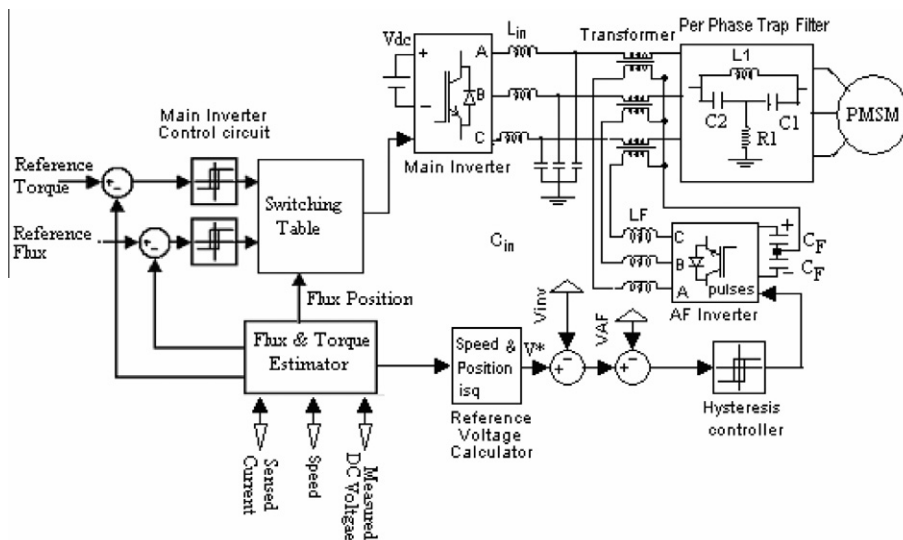 Vdc
Lin
Transformer
Per Phase Trap Filter
L1
C2
C1
R1
PMSM
A
B
C
+
−
Main Inverter
Main Inverter
Control circuit
Reference
Torque
Reference
Flux
+
-
+
-
Switching
Table
Flux Position
Flux & Torque
Estimator
Sensed
Current
Speed
Measured
DC Voltgae
Speed &
Position
isq
Reference
Voltage
Calculator
V*
Vinv
VAF
+
-
+
-
Hysteresis
controller
Cin
LF
C
B
A
pulses
AF Inverter
+
CF
CF
−